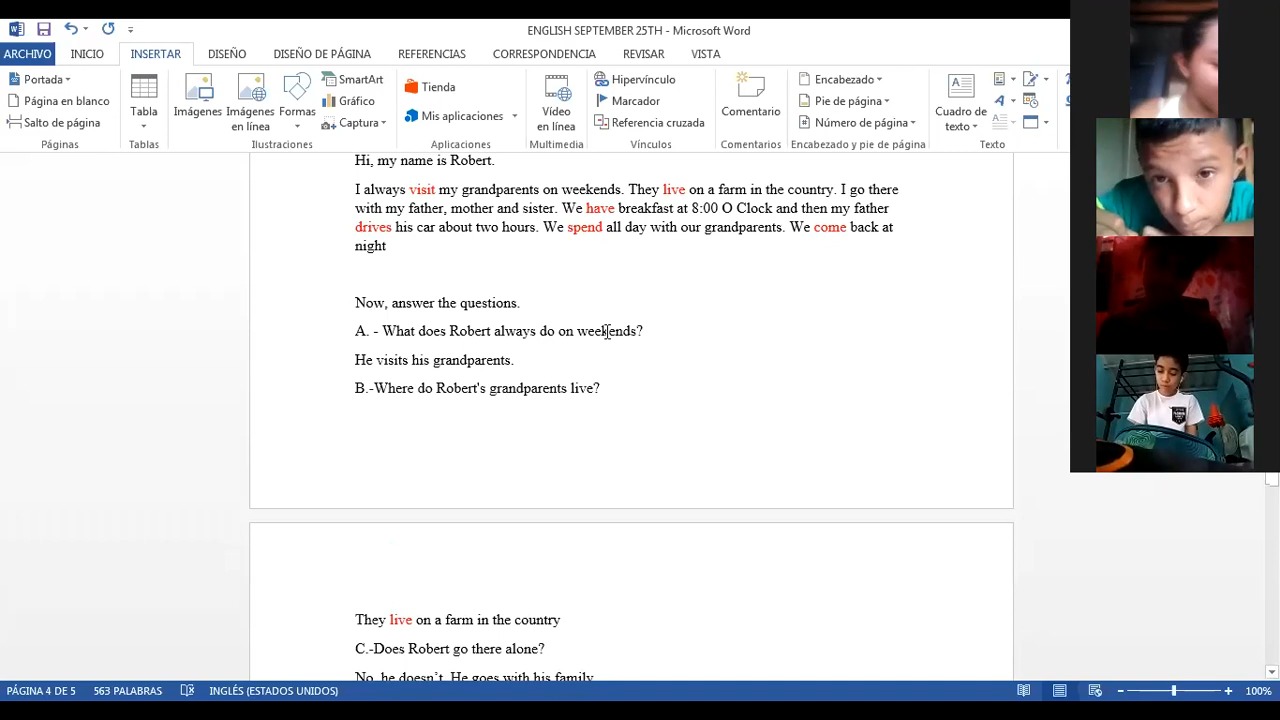 ENGLISH SEPTEMBER 25TH - Microsoft Word
ARCHIVO INICIO INSERTAR DISEÑO DISEÑO DE PÁGINA REFERENCIAS CORRESPONDENCIA REVISAR VISTA
Portada
Página en blanco
Salto de página
Páginas
Tabla
Tablas
Imágenes
Imágenes en línea
Formas
SmartArt
Gráfico
Captura
Ilustraciones
Tienda
Mis aplicaciones
Aplicaciones
Vídeo en línea
Multimedia
Hipervínculo
Marcador
Referencia cruzada
Vínculos
Comentario
Comentarios
Encabezado
Pie de página
Número de página
Encabezado y pie de página
Cuadro de texto
Texto
Hi, my name is Robert.
I always visit my grandparents on weekends. They live on a farm in the country. I go there
with my father, mother and sister. We have breakfast at 8:00 O Clock and then my father
drives his car about two hours. We spend all day with our grandparents. We come back at
night
Now, answer the questions.
A. - What does Robert always do on weekends?
He visits his grandparents.
B.-Where do Robert's grandparents live?
They live on a farm in the country
C.-Does Robert go there alone?
No, he doesn't. He goes with his family
PÁGINA 4 DE 5 563 PALABRAS INGLÉS (ESTADOS UNIDOS) 100%